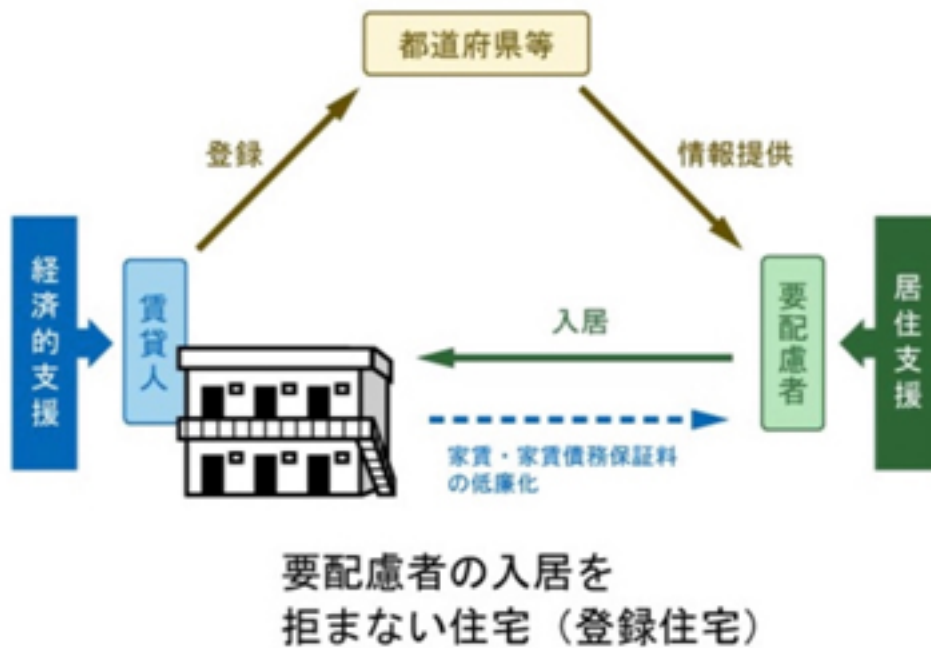 都道府県等
登録
情報提供
経済的支援
賃貸人
入居
要配慮者
居住支援
家賃・家賃債務保証料
の低廉化
要配慮者の入居を
拒まない住宅（登録住宅）